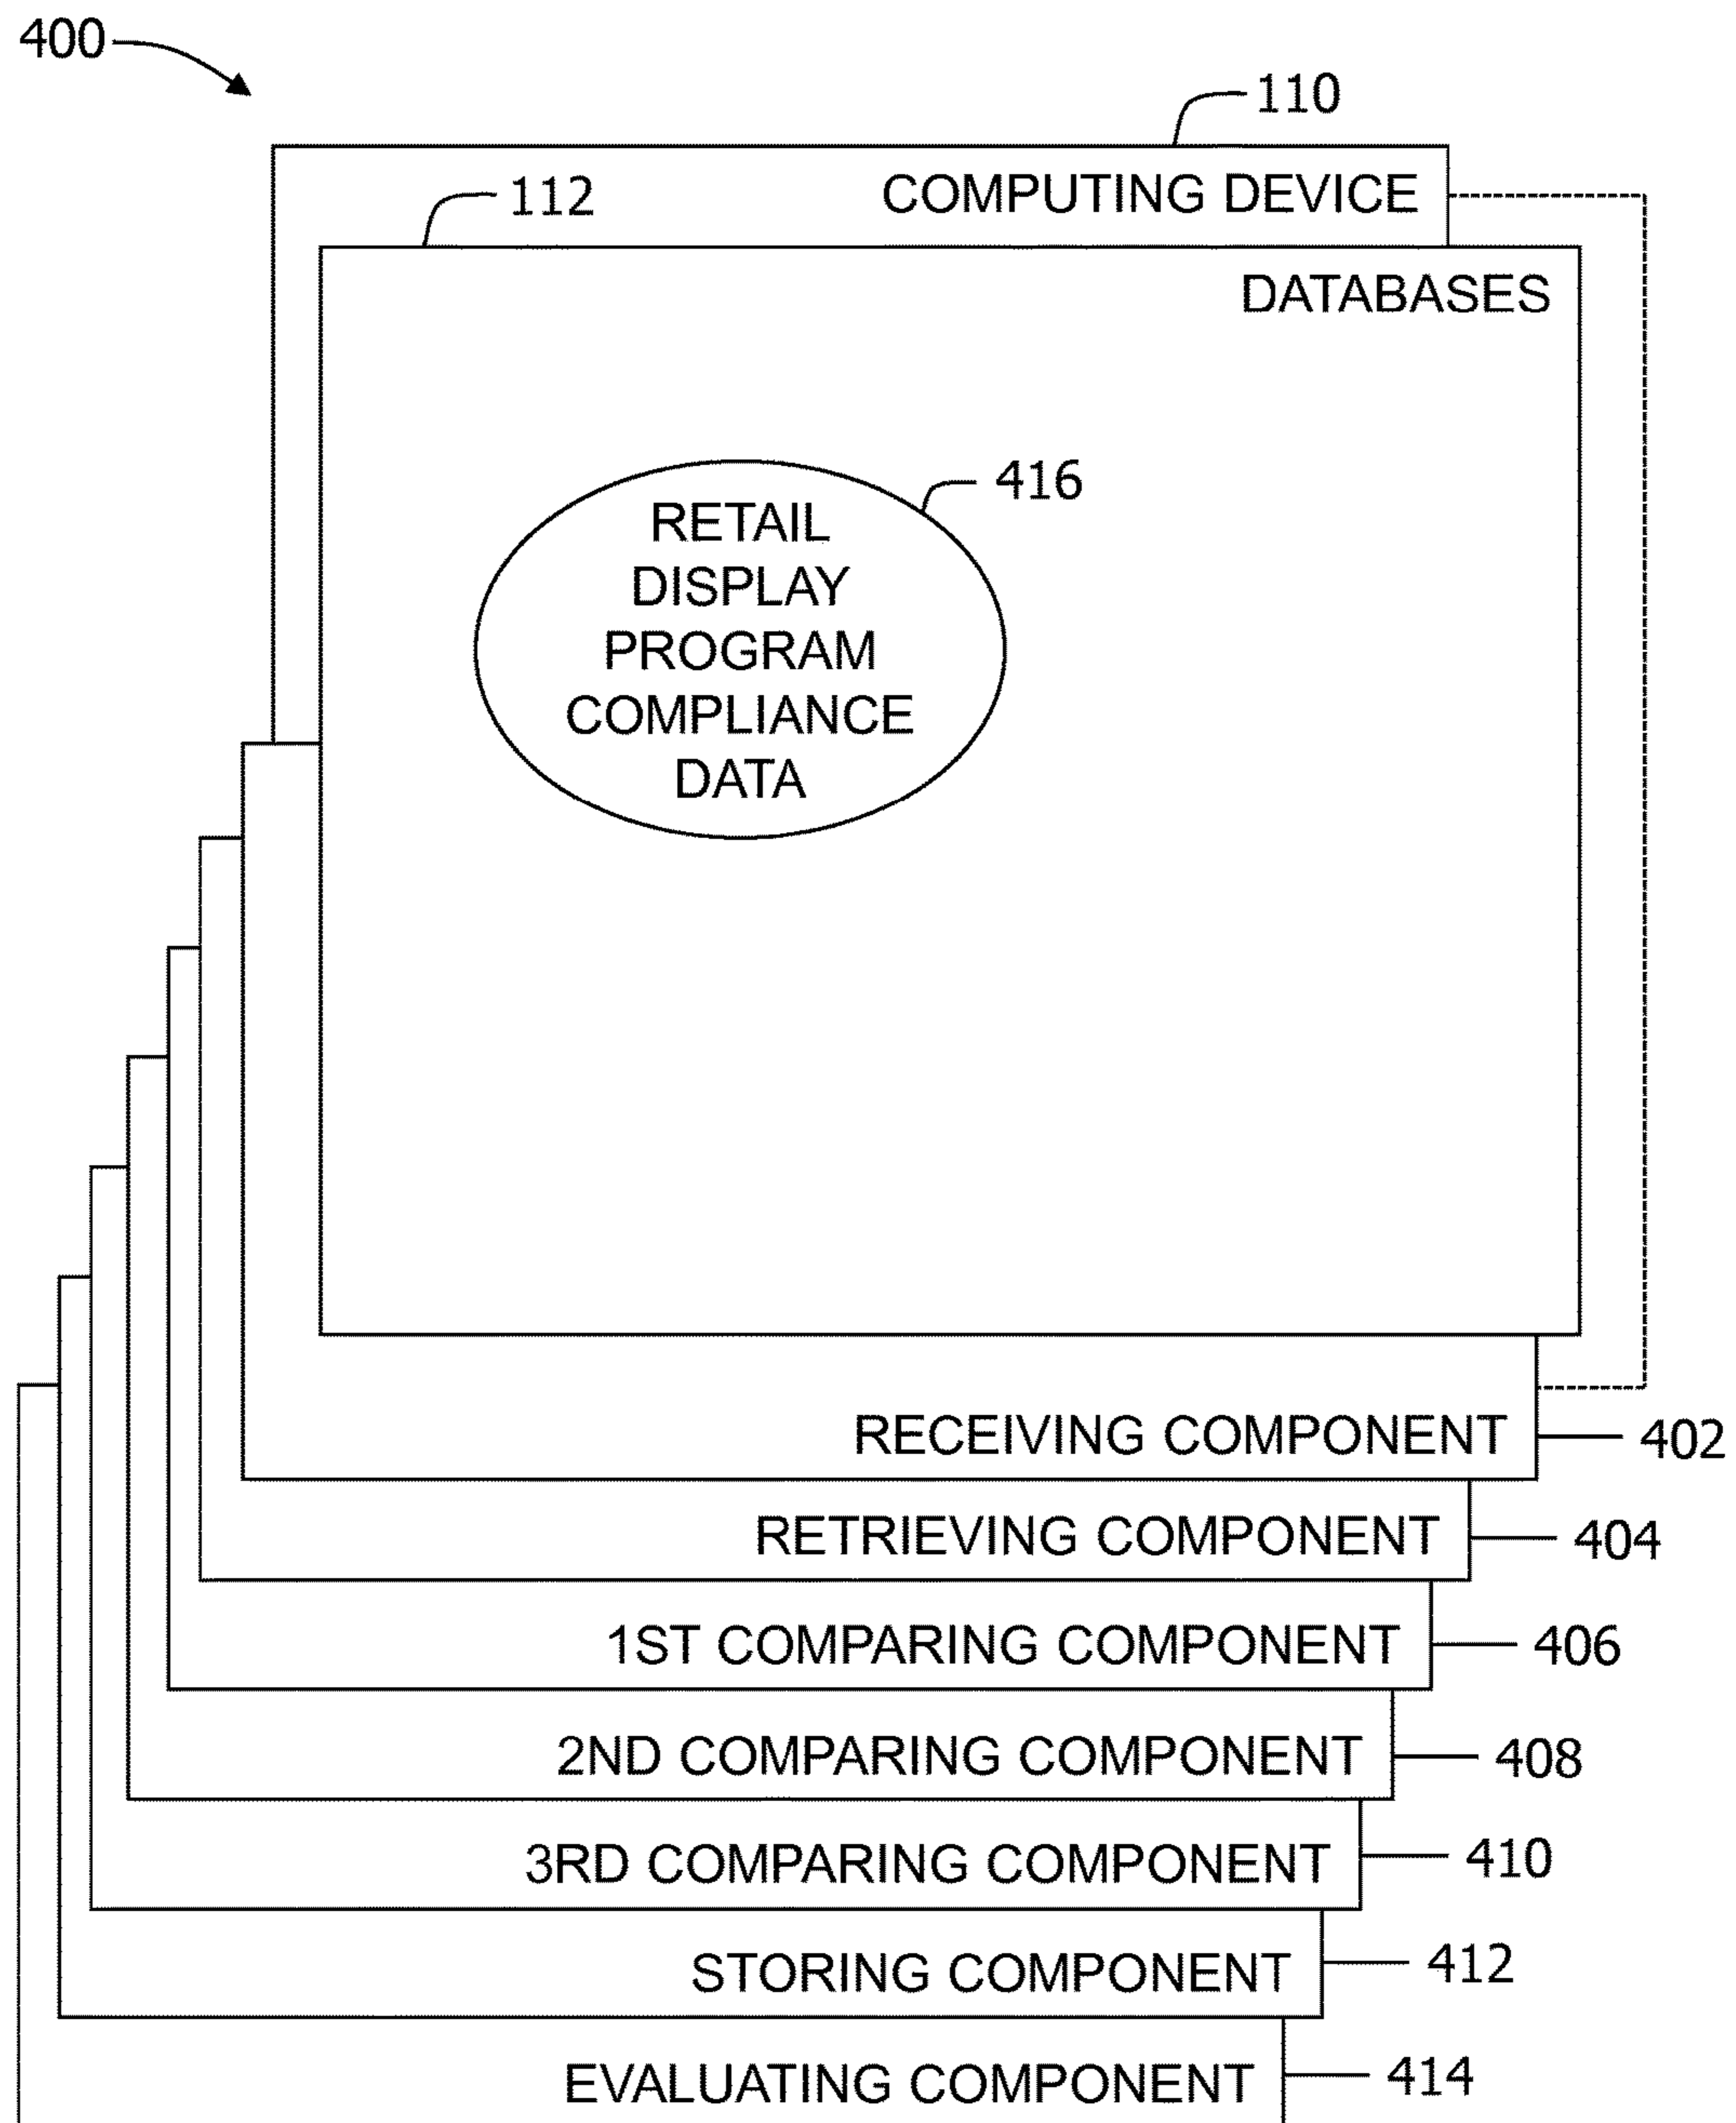 400
110
COMPUTING DEVICE
112
DATABASES
416
RETAIL
DISPLAY
PROGRAM
COMPLIANCE
DATA
RECEIVING COMPONENT
402
RETRIEVING COMPONENT
404
1ST COMPARING COMPONENT
406
2ND COMPARING COMPONENT
408
3RD COMPARING COMPONENT
410
STORING COMPONENT
412
EVALUATING COMPONENT
414